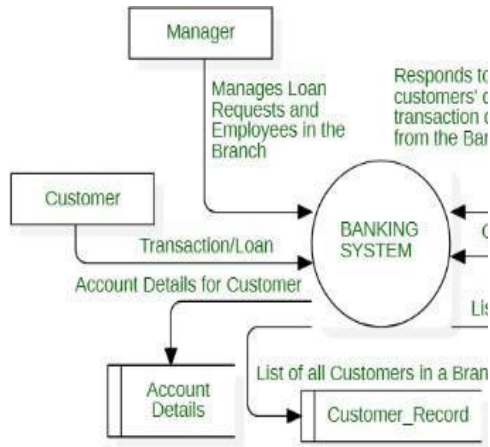 Manager
Manages Loan
Requests and
Employees in the
Branch
Responds to
customers'
transaction
from the
Customer
Transaction/Loan
BANKING
SYSTEM
Account Details for Customer
Account
Details
List of all Customers in a
Customer_Record